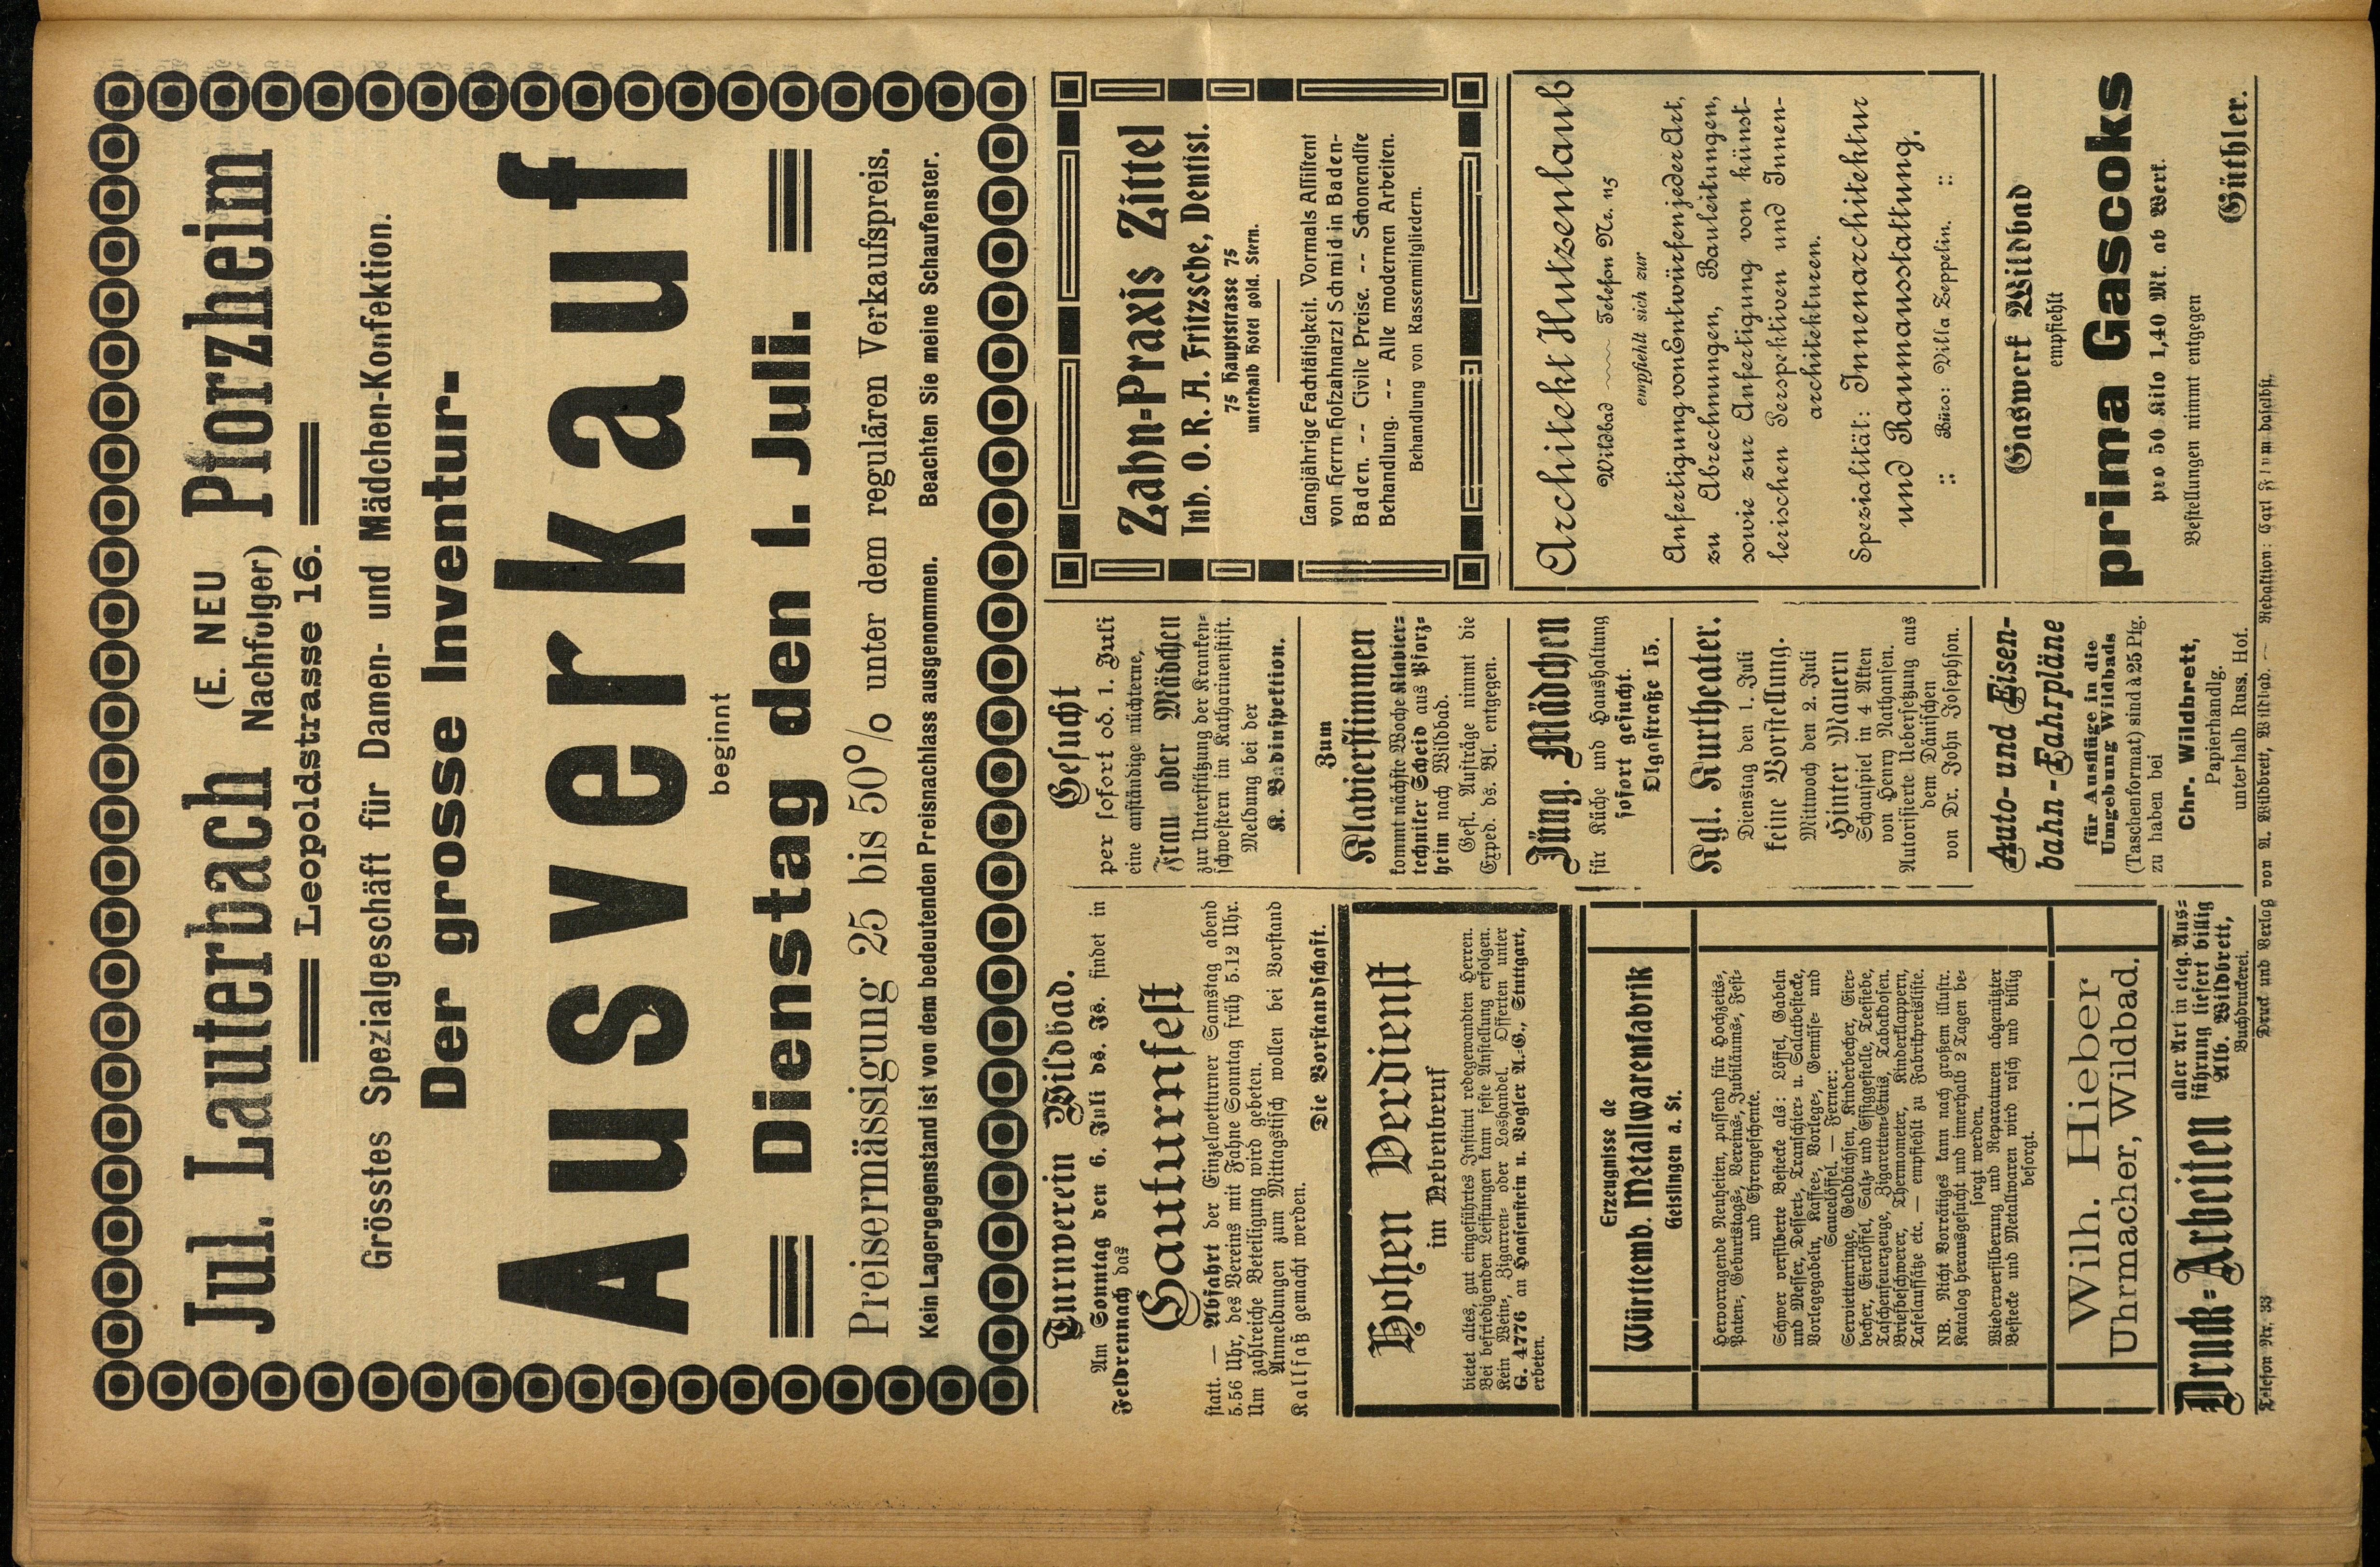 Jul. Lauterbach (E. NEU Nachfolger) Pforzheim
Leopoldstrasse 16.
Grösstes Spezialgeschäft für Damen- und Mädchen-Konfektion.
Der grosse Inventur-
Ausverkauf
beginnt
Dienstag den 1. Juli.
Preisermässigung 25 bis 50% unter dem regulären Verkaufspreis.
Kein Lagergegenstand ist von dem bedeutenden Preisnachlass ausgenommen. Beachten Sie meine Schaufenster.
Turnverein Wildbad.
Am Sonntag den 6. Juli ds. Js. findet in
Feldrennach das
Gauturnfest
statt. — Abfahrt der Einzelwetturner Samstag abend
5.56 Uhr, des Vereins mit Fahne Sonntag früh 5.12 Uhr.
Um zahlreiche Beteiligung wird gebeten.
Anmeldungen zum Mittagstisch wollen bei Vorstand
Kallfaß gemacht werden.
Die Vorstandschaft.
Hohen Verdienst
im Nebenberuf
bietet altes, gut eingeführtes Institut redegewandten Herren.
Bei befriedigenden Leistungen kann feste Anstellung erfolgen.
Kein Wein-, Zigarren- oder Loshandel. Offerten unter
G. 4776 an Haasenstein u. Vogler A.-G., Stuttgart,
erbeten.
Erzeugnisse de
Württemb. Metallwarenfabrik
Geislingen a. St.
Hervorragende Neuheiten, passend für Hochzeits-,
Paten-, Geburtstags-, Vereins-, Jubiläums-, Fest-
und Ehrengeschenke.
Schwer versilberte Bestecke als: Löffel, Gabeln
und Messer, Dessert-, Tranchier- u. Salatbestecke,
Vorlegegabeln, Kaffee-, Vorlege-, Gemüse- und
Saucelöffel. — Ferner:
Serviettenringe, Geldbüchsen, Kinderbecher, Eier-
becher, Eierlöffel, Salz- und Essiggestelle, Teesiebe,
Taschenfeuerzeuge, Zigaretten-Etuis, Tabakdosen.
Briefbeschwerer, Thermometer, Kinderklappern,
Tafelaufsätze etc. — empfiehlt zu Fabrikpreisliste.
NB. Nicht Vorrätiges kann nach großem illustr.
Katalog herausgesucht und innerhalb 2 Tagen be-
sorgt werden.
Wiederversilberung und Reparaturen abgenützter
Bestecke und Metallwaren wird rasch und billig
besorgt.
Wilh. Hieber
Uhrmacher, Wildbad.
Druck-Arbeiten
aller Art in eleg. Aus-
führung liefert billig
Alb. Wildbrett,
Buchdruckerei.
Gesucht
per sofort od. 1. Juli
eine anständige nüchterne,
Frau oder Mädchen
zur Unterstützung der Kranken-
schwestern im Katharinenstift.
Meldung bei der
K. Badinspektion.
Zum
Klavierstimmen
kommt nächste Woche Klavier-
techniker Scheid aus Pforz-
heim nach Wildbad.
Gefl. Aufträge nimmt die
Exped. ds. Bl. entgegen.
Jüng. Mädchen
für Küche und Haushaltung
sofort gesucht.
Olgastraße 15.
Kgl. Kurtheater.
Dienstag den 1. Juli
keine Vorstellung.
Mittwoch den 2. Juli
Hinter Mauern
Schauspiel in 4 Akten
von Henry Nathansen.
Autorisierte Uebersetzung aus
dem Dänischen
von Dr. John Josephson.
Auto- und Eisen-
bahn-Fahrpläne
für Ausflüge in die
Umgebung Wildbads
(Taschenformat) sind à 25 Pfg.
zu haben bei
Chr. Wildbrett,
Papierhandlg.
unterhalb Russ. Hof.
Zahn-Praxis Zittel
Inh. O. R. A. Fritzsche, Dentist.
75 Hauptstrasse 75
unterhalb Hotel gold. Stern.
Langjährige Fachtätigkeit. Vormals Assistent
von Herrn Hofzahnarzt Schmid in Baden-
Baden. -- Civile Preise. -- Schonendste
Behandlung. -- Alle modernen Arbeiten.
Behandlung von Kassenmitgliedern.
Architekt Hutzenlaub
Wildbad ~~ Telefon Nr. 115
empfiehlt sich zur
Anfertigung von Entwürfen jeder Art,
zu Abrechnungen, Bauleitungen,
sowie zur Anfertigung von künst-
lerischen Perspektiven und Innen-
architekturen.
Spezialität: Innenarchitektur
und Raumausstattung.
:: Büro: Villa Zeppelin. ::
Gaswerk Wildbad
empfiehlt
prima Gascoks
pro 50 Kilo 1,40 Mk. ab Werk.
Bestellungen nimmt entgegen
Güthler.
Telefon Nr. 33 Druck und Verlag von A. Wildbrett, Wildbad. — Redaktion: Carl Flum daselbst.